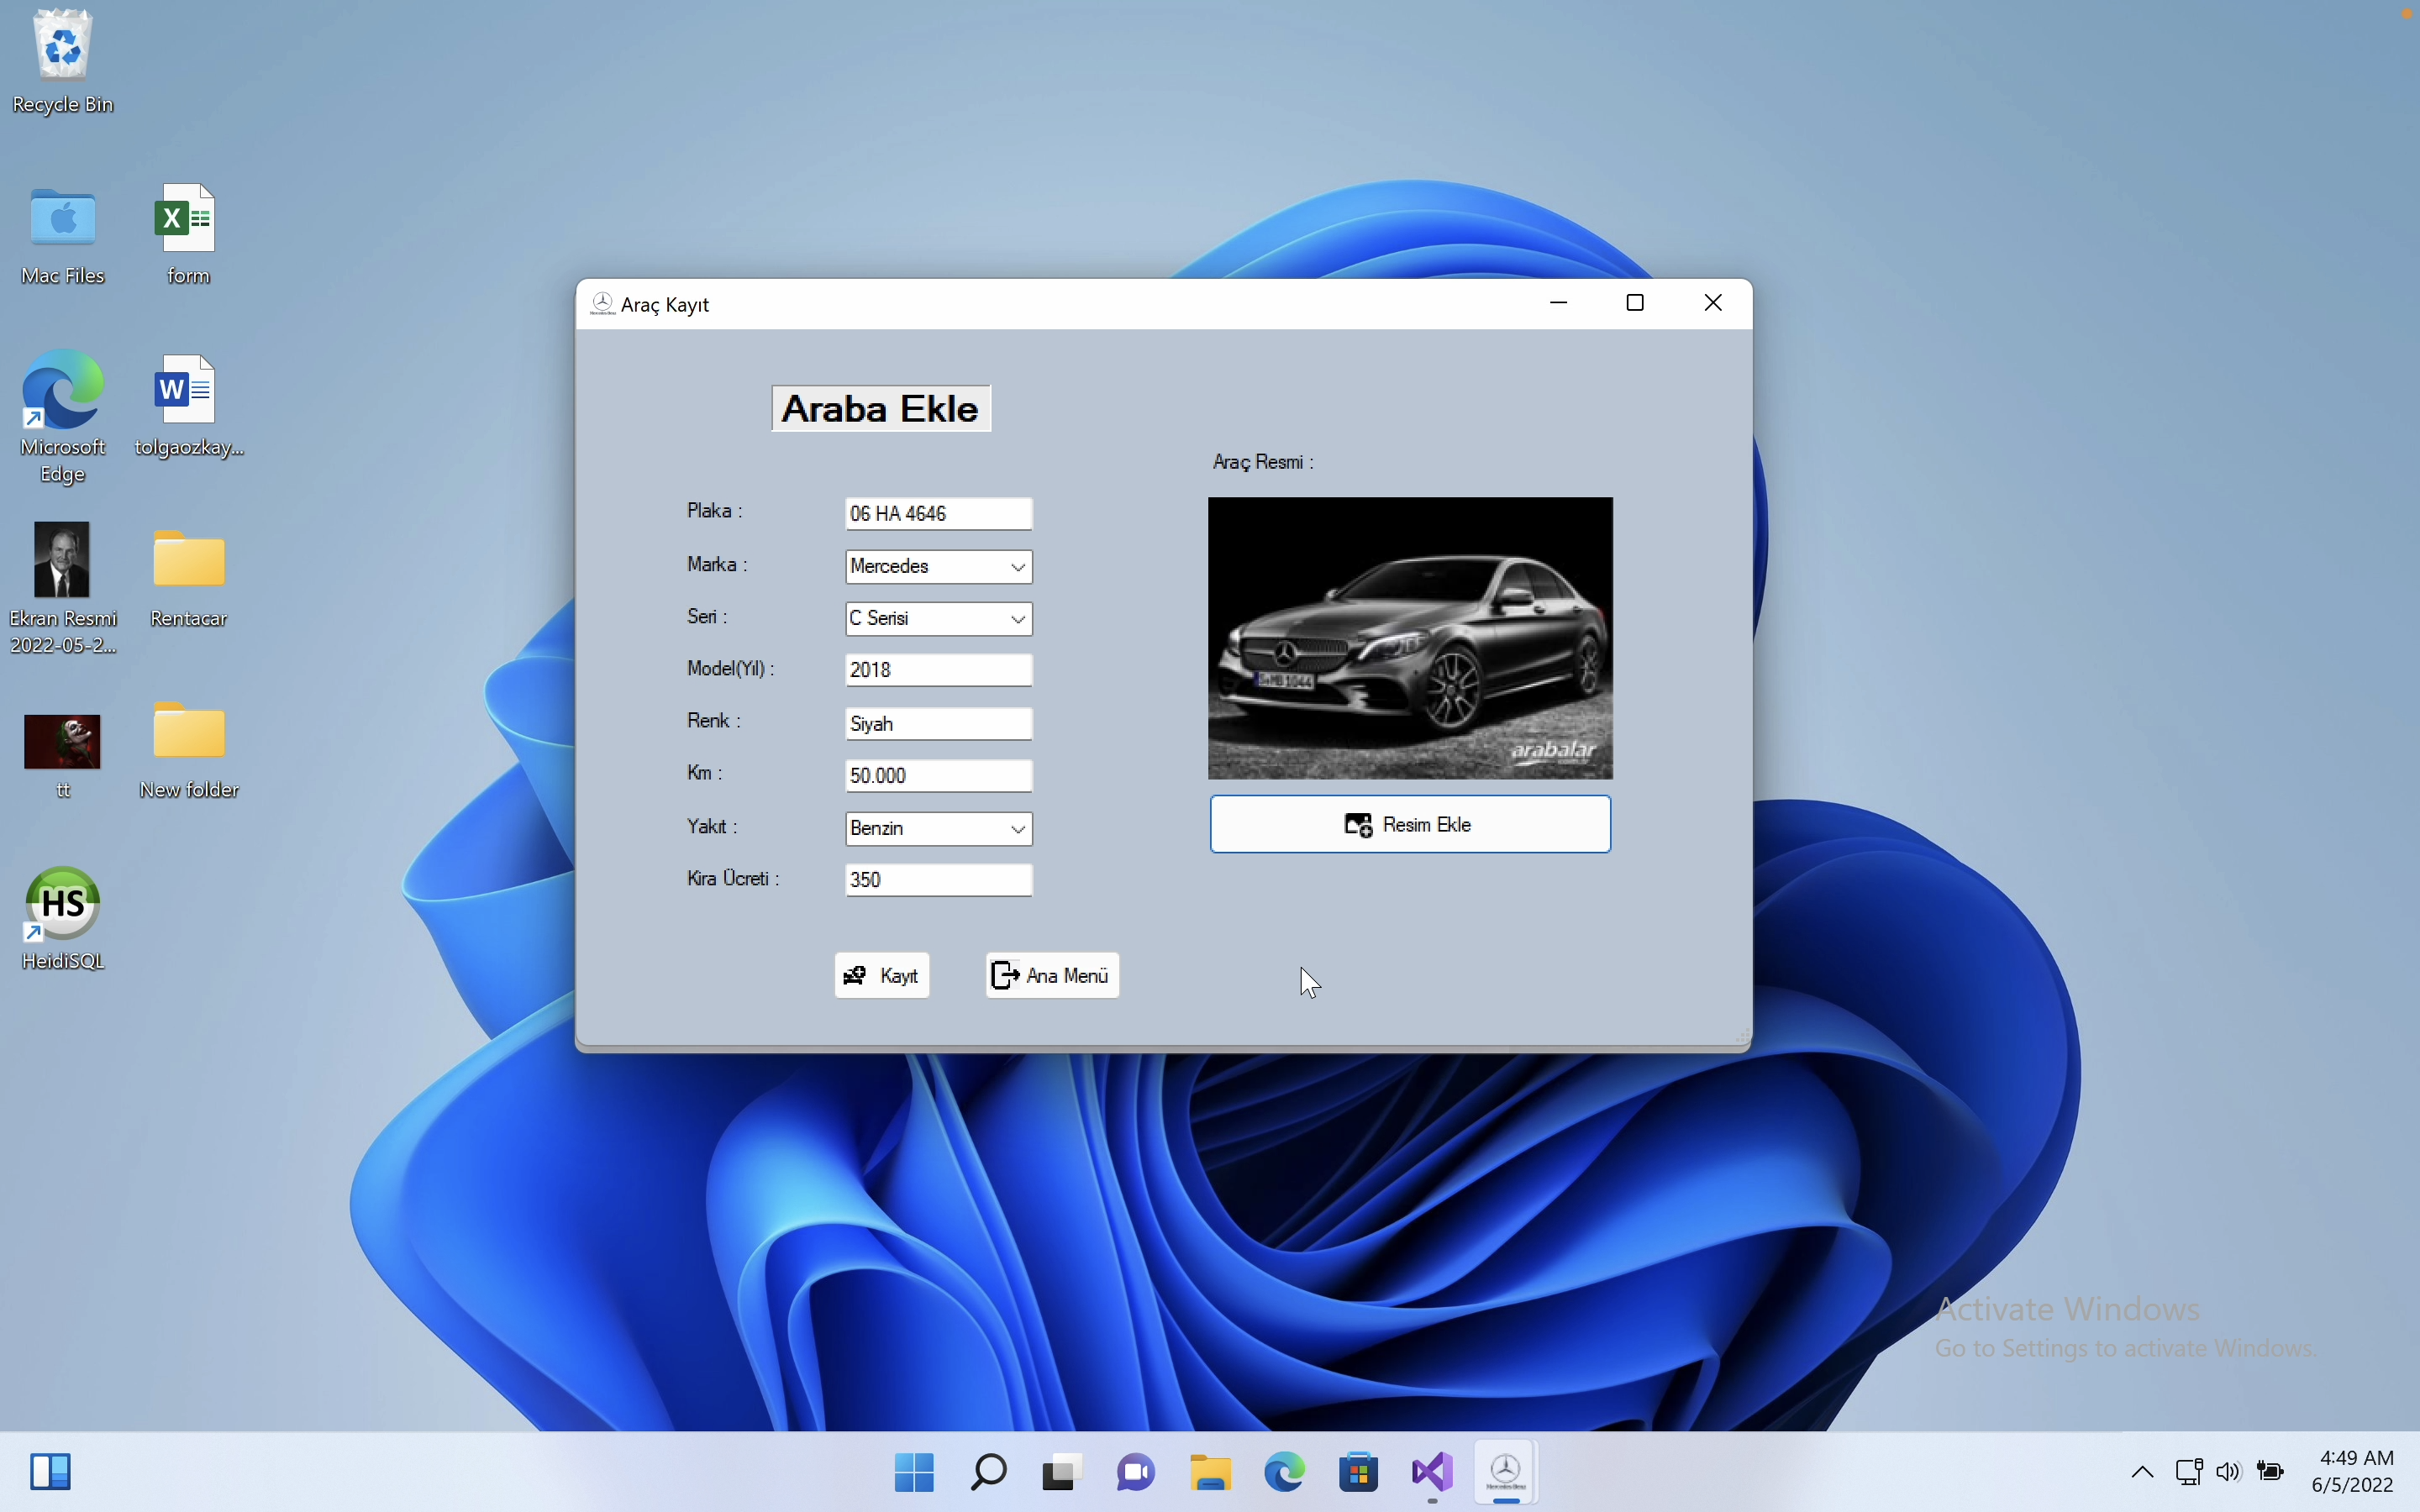 Recycle Bin
Mac Files
form
Microsoft
Edge
tolgaozkay...
Ekran Resmi
2022-05-2...
Rentacar
tt
New folder
HS
HeidiSQL
Araç Kayıt
Araba Ekle
Araç Resmi :
Plaka :
06 HA 4646
Marka :
Mercedes
Seri :
C Serisi
Model(Yıl) :
2018
Renk :
Siyah
Km :
50.000
Yakıt :
Benzin
Kira Ücreti :
350
arabalar
Resim Ekle
Kayıt
Ana Menü
Activate Windows
Go to Settings to activate Windows.
4:49 AM
6/5/2022